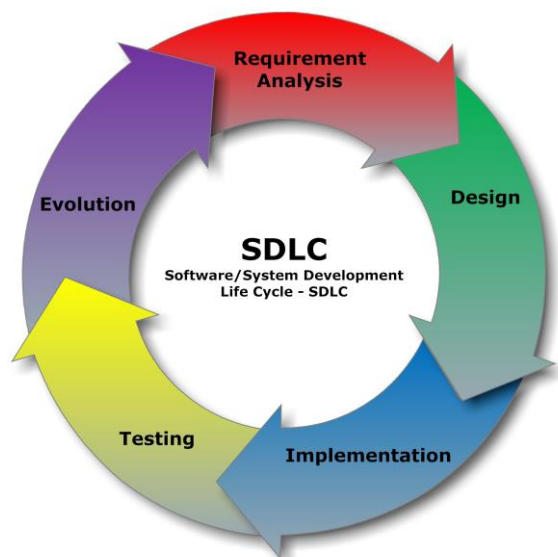 Requirement
Analysis
Design
Implementation
Testing
Evolution
SDLC
Software/System Development
Life Cycle - SDLC